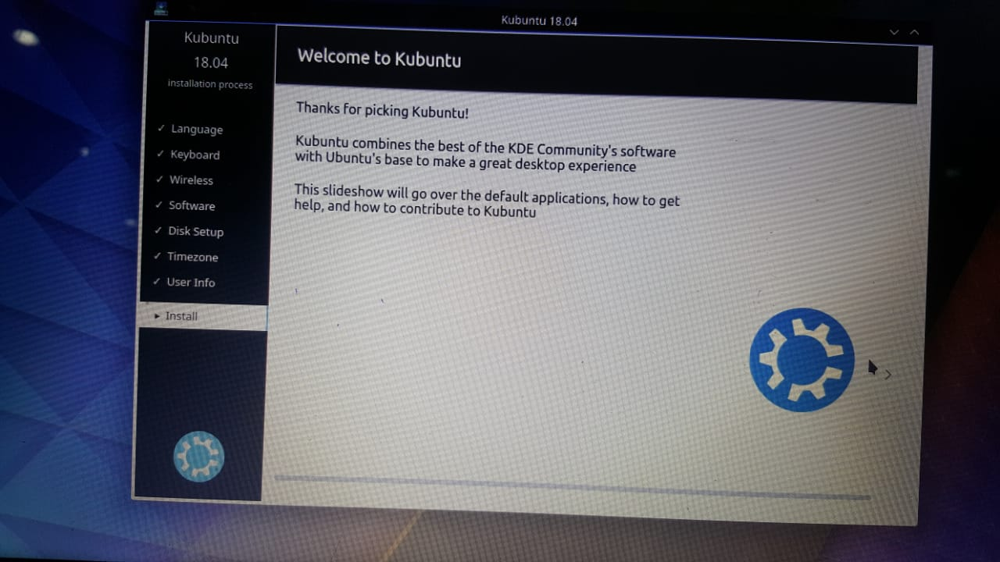 Kubuntu 18.04
Kubuntu
18.04
installation process
✓ Language
✓ Keyboard
✓ Wireless
✓ Software
✓ Disk Setup
✓ Timezone
✓ User Info
▸ Install
Welcome to Kubuntu
Thanks for picking Kubuntu!
Kubuntu combines the best of the KDE Community's software
with Ubuntu's base to make a great desktop experience
This slideshow will go over the default applications, how to get
help, and how to contribute to Kubuntu